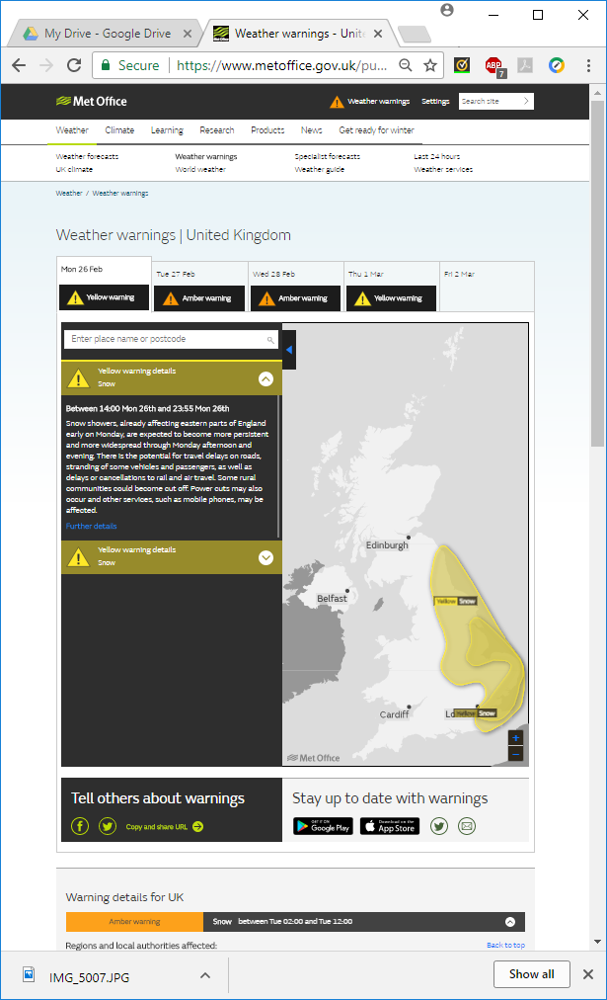 My Drive - Google Drive
Weather warnings - Unit
Secure
https://www.metoffice.gov.uk/pu...
ABP
7
Met Office
Weather warnings
Settings
Search site
Weather
Climate
Learning
Research
Products
News
Get ready for winter
Weather forecasts
Weather warnings
Specialist forecasts
Last 24 hours
UK climate
World weather
Weather guide
Weather services
Weather / Weather warnings
Weather warnings | United Kingdom
Mon 26 Feb
Tue 27 Feb
Wed 28 Feb
Thu 1 Mar
Fri 2 Mar
Yellow warning
Amber warning
Amber warning
Yellow warning
Enter place name or postcode
Yellow warning details
Snow
Between 14:00 Mon 26th and 23:55 Mon 26th
Snow showers, already affecting eastern parts of England
early on Monday, are expected to become more persistent
and more widespread through Monday afternoon and
evening. There is the potential for travel delays on roads,
stranding of some vehicles and passengers, as well as
delays or cancellations to rail and air travel. Some rural
communities could become cut off. Power cuts may also
occur and other services, such as mobile phones, may be
affected.
Further details
Yellow warning details
Snow
Edinburgh
Belfast
Yellow Snow
Cardiff
Lo
Yellow Snow
+
−
Met Office
Tell others about warnings
Copy and share URL
Stay up to date with warnings
GET IT ON
Google Play
Download on the
App Store
Warning details for UK
Amber warning
Snow between Tue 02:00 and Tue 12:00
Regions and local authorities affected:
Back to top
IMG_5007.JPG
Show all